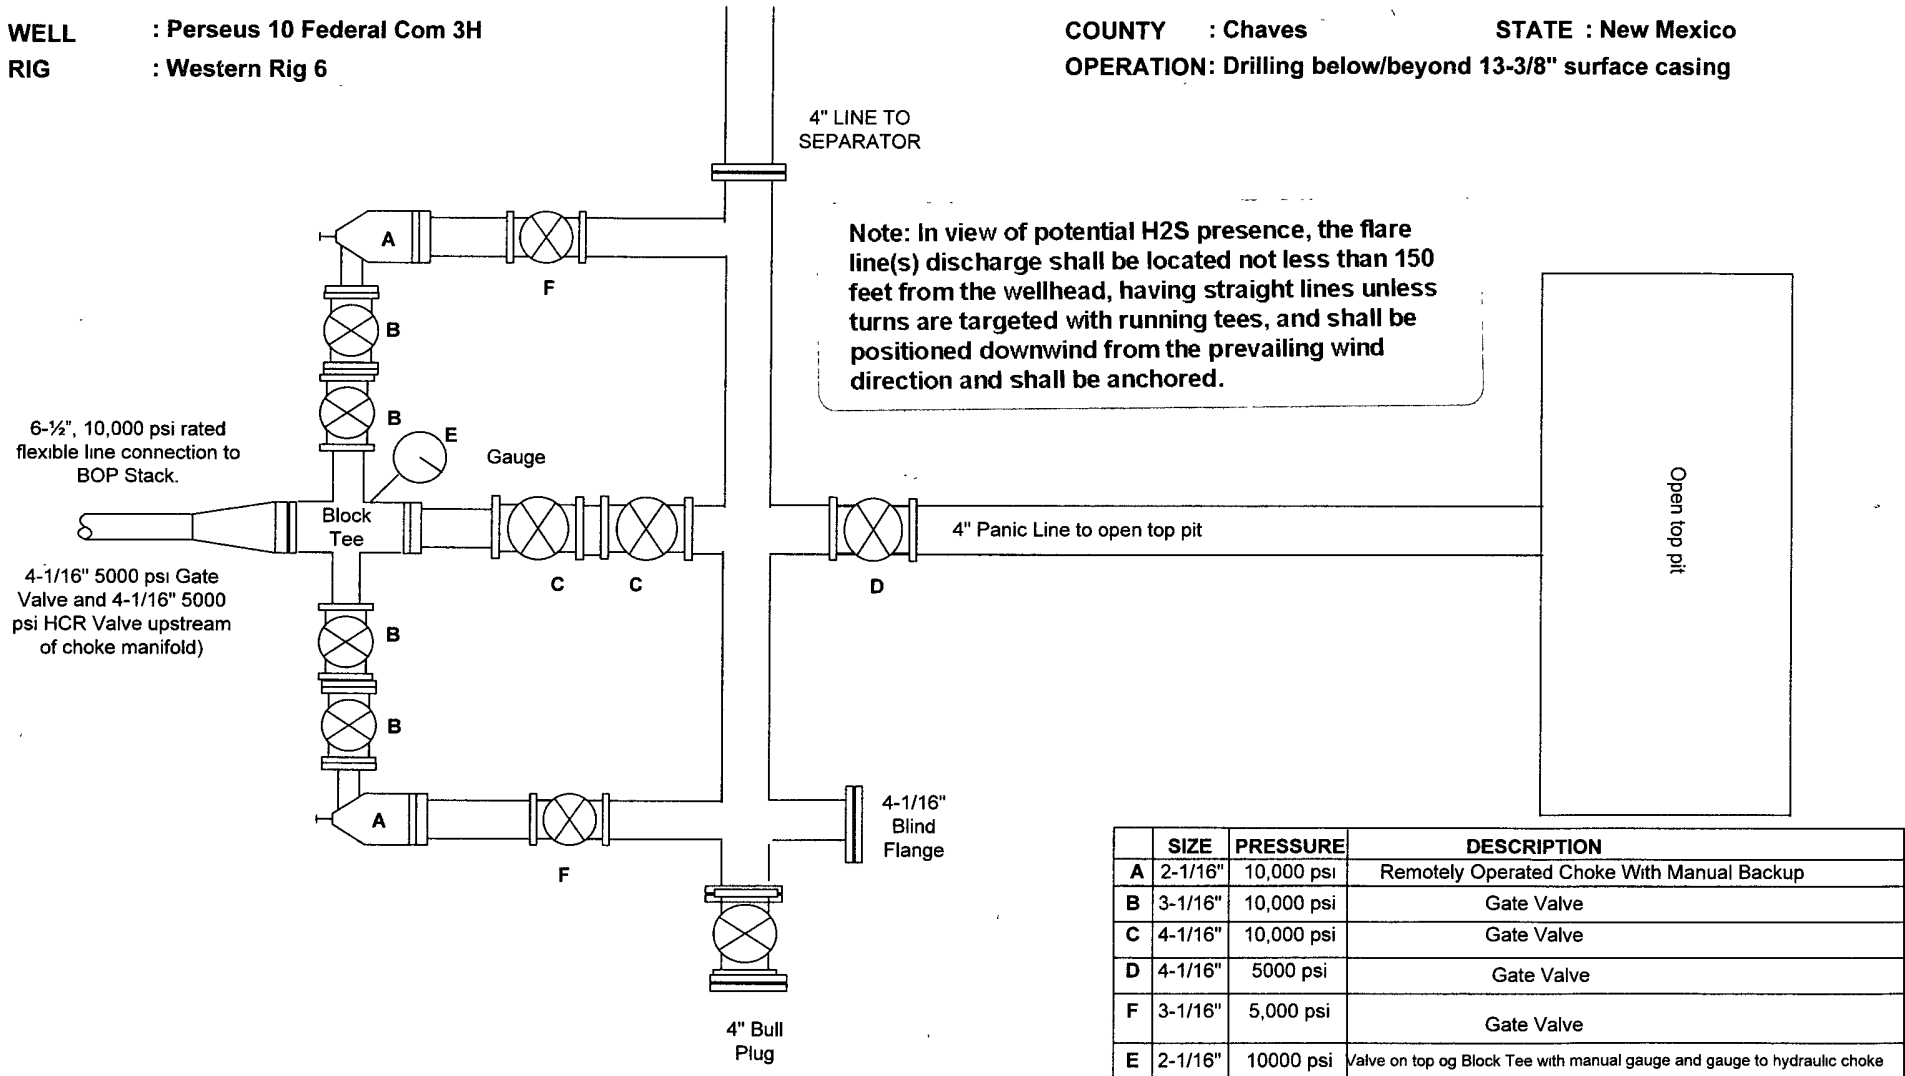 WELL : Perseus 10 Federal Com 3H
COUNTY : Chaves STATE : New Mexico
RIG : Western Rig 6
OPERATION: Drilling below/beyond 13-3/8" surface casing
4" LINE TO
SEPARATOR
Note: In view of potential H2S presence, the flare
line(s) discharge shall be located not less than 150
feet from the wellhead, having straight lines unless
turns are targeted with running tees, and shall be
positioned downwind from the prevailing wind
direction and shall be anchored.
A
F
B
B
E
Gauge
6-½", 10,000 psi rated
flexible line connection to
BOP Stack.
Block
Tee
4" Panic Line to open top pit
Open top pit
C
C
D
4-1/16" 5000 psi Gate
Valve and 4-1/16" 5000
psi HCR Valve upstream
of choke manifold)
B
B
A
F
4-1/16"
Blind
Flange
4" Bull
Plug
SIZE PRESSURE DESCRIPTION
A 2-1/16" 10,000 psi Remotely Operated Choke With Manual Backup
B 3-1/16" 10,000 psi Gate Valve
C 4-1/16" 10,000 psi Gate Valve
D 4-1/16" 5000 psi Gate Valve
F 3-1/16" 5,000 psi Gate Valve
E 2-1/16" 10000 psi Valve on top og Block Tee with manual gauge and gauge to hydraulic choke